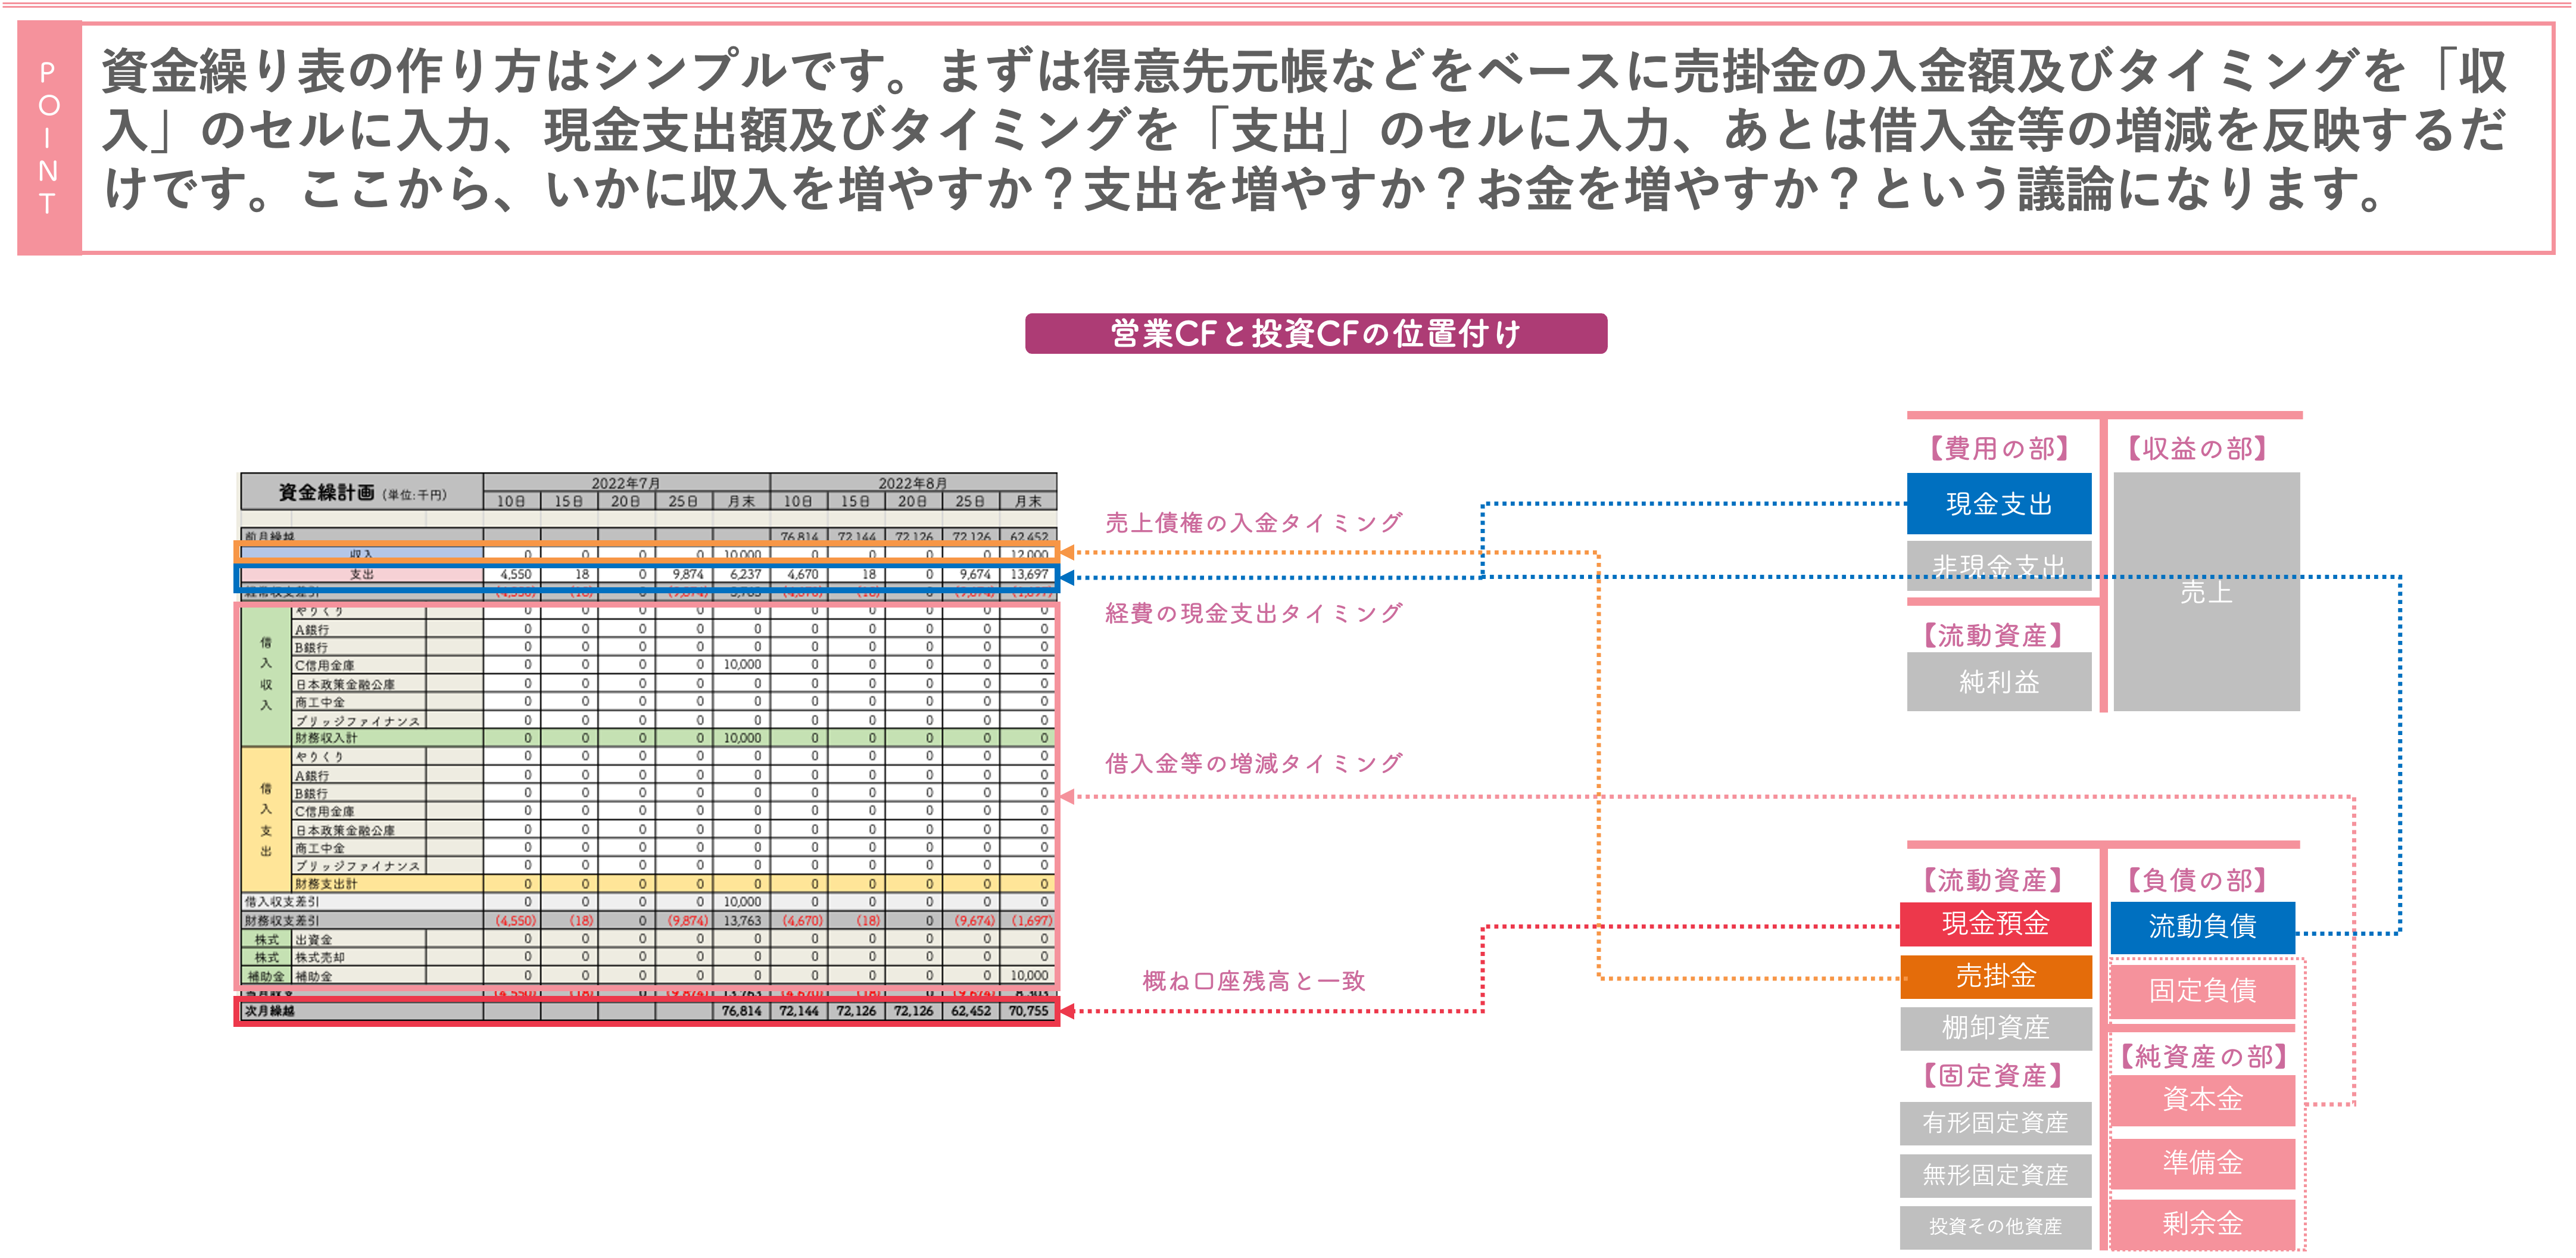 POINT
資金繰り表の作り方はシンプルです。まずは得意先元帳などをベースに売掛金の入金額及びタイミングを「収
入」のセルに入力、現金支出額及びタイミングを「支出」のセルに入力、あとは借入金等の増減を反映するだ
けです。ここから、いかに収入を増やすか？支出を増やすか？お金を増やすか？という議論になります。
営業CFと投資CFの位置付け
資金繰計画（単位:千円） 2022年7月 2022年8月
10日 15日 20日 25日 月末 10日 15日 20日 25日 月末
前月繰越 76,814 72,144 72,126 72,126 62,452
収入 0 0 0 0 10,000 0 0 0 0 12,000
支出 4,550 18 0 9,874 6,237 4,670 18 0 9,674 13,697
経常収支差引 (4,550) (18) 0 (9,874) 3,763 (4,670) (18) 0 (9,674) (1,697)
借入収入
やりくり 0 0 0 0 0 0 0 0 0 0
A銀行 0 0 0 0 0 0 0 0 0 0
B銀行 0 0 0 0 0 0 0 0 0 0
C信用金庫 0 0 0 0 10,000 0 0 0 0 0
日本政策金融公庫 0 0 0 0 0 0 0 0 0 0
商工中金 0 0 0 0 0 0 0 0 0 0
ブリッジファイナンス 0 0 0 0 0 0 0 0 0 0
財務収入計 0 0 0 0 10,000 0 0 0 0 0
借入支出
やりくり 0 0 0 0 0 0 0 0 0 0
A銀行 0 0 0 0 0 0 0 0 0 0
B銀行 0 0 0 0 0 0 0 0 0 0
C信用金庫 0 0 0 0 0 0 0 0 0 0
日本政策金融公庫 0 0 0 0 0 0 0 0 0 0
商工中金 0 0 0 0 0 0 0 0 0 0
ブリッジファイナンス 0 0 0 0 0 0 0 0 0 0
財務支出計 0 0 0 0 0 0 0 0 0 0
借入収支差引 0 0 0 0 10,000 0 0 0 0 0
財務収支差引 (4,550) (18) 0 (9,874) 13,763 (4,670) (18) 0 (9,674) (1,697)
株式 出資金 0 0 0 0 0 0 0 0 0 0
株式 株式売却 0 0 0 0 0 0 0 0 0 0
補助金 補助金 0 0 0 0 0 0 0 0 0 10,000
当月収支 (4,550) (18) 0 (9,874) 13,763 (4,670) (18) 0 (9,674) 8,303
次月繰越 76,814 72,144 72,126 72,126 62,452 70,755
売上債権の入金タイミング
経費の現金支出タイミング
借入金等の増減タイミング
概ね口座残高と一致
【費用の部】
現金支出
非現金支出
【流動資産】
純利益
【収益の部】
売上
【流動資産】
現金預金
売掛金
棚卸資産
【固定資産】
有形固定資産
無形固定資産
投資その他資産
【負債の部】
流動負債
固定負債
【純資産の部】
資本金
準備金
剰余金